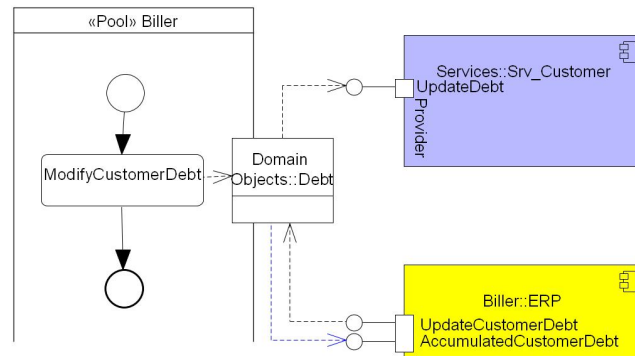 «Pool» Biller
Services::Srv_Customer
UpdateDebt
Provider
ModifyCustomerDebt
Domain
Objects::Debt
Biller::ERP
UpdateCustomerDebt
AccumulatedCustomerDebt